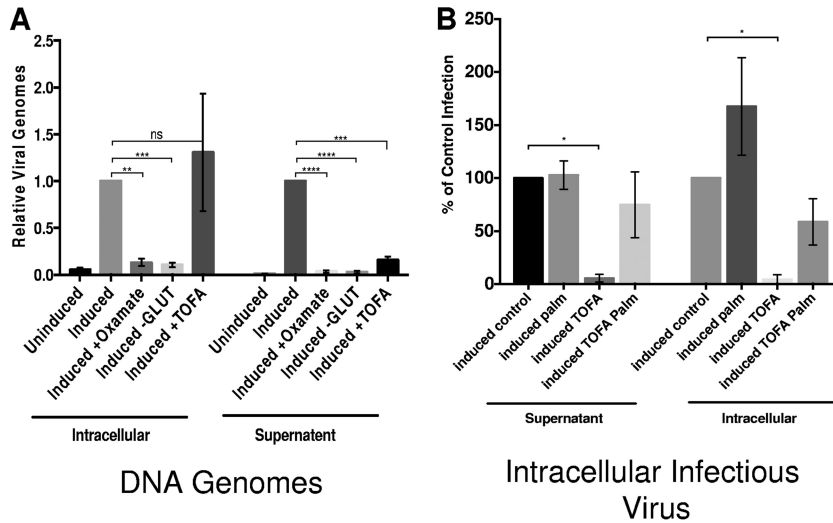 A
Relative Viral Genomes
2.5
2.0
1.5
1.0
0.5
0.0
ns
***
**
***
****
****
Uninduced
Induced
Induced +Oxamate
Induced -GLUT
Induced +TOFA
Uninduced
Induced
Induced +Oxamate
Induced -GLUT
Induced +TOFA
Intracellular
Supernatent
DNA Genomes
B
% of Control Infection
250
200
150
100
50
0
*
*
induced control
induced palm
induced TOFA
induced TOFA Palm
induced control
induced palm
induced TOFA
induced TOFA Palm
Supernatant
Intracellular
Intracellular Infectious
Virus